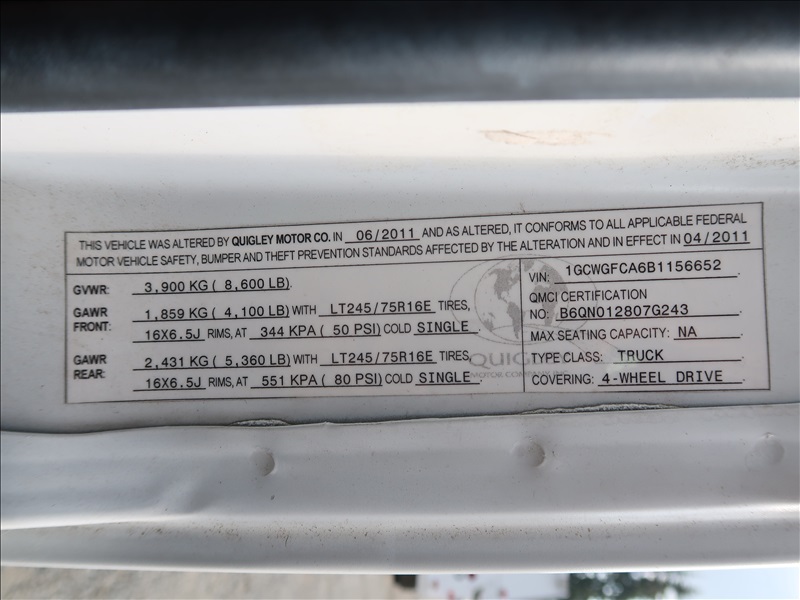 THIS VEHICLE WAS ALTERED BY QUIGLEY MOTOR CO. IN 06/2011 AND AS ALTERED, IT CONFORMS TO ALL APPLICABLE FEDERAL
MOTOR VEHICLE SAFETY, BUMPER AND THEFT PREVENTION STANDARDS AFFECTED BY THE ALTERATION AND IN EFFECT IN 04/2011
GVWR: 3,900 KG ( 8,600 LB).
GAWR FRONT: 1,859 KG ( 4,100 LB) WITH LT245/75R16E TIRES,
16X6.5J RIMS, AT 344 KPA ( 50 PSI) COLD SINGLE.
GAWR REAR: 2,431 KG ( 5,360 LB) WITH LT245/75R16E TIRES,
16X6.5J RIMS, AT 551 KPA ( 80 PSI) COLD SINGLE.
VIN: 1GCWGFCA6B1156652.
QMCI CERTIFICATION
NO: B6QN012807G243
MAX SEATING CAPACITY: NA.
TYPE CLASS: TRUCK.
COVERING: 4-WHEEL DRIVE.
MOTOR COMPANY, INC.